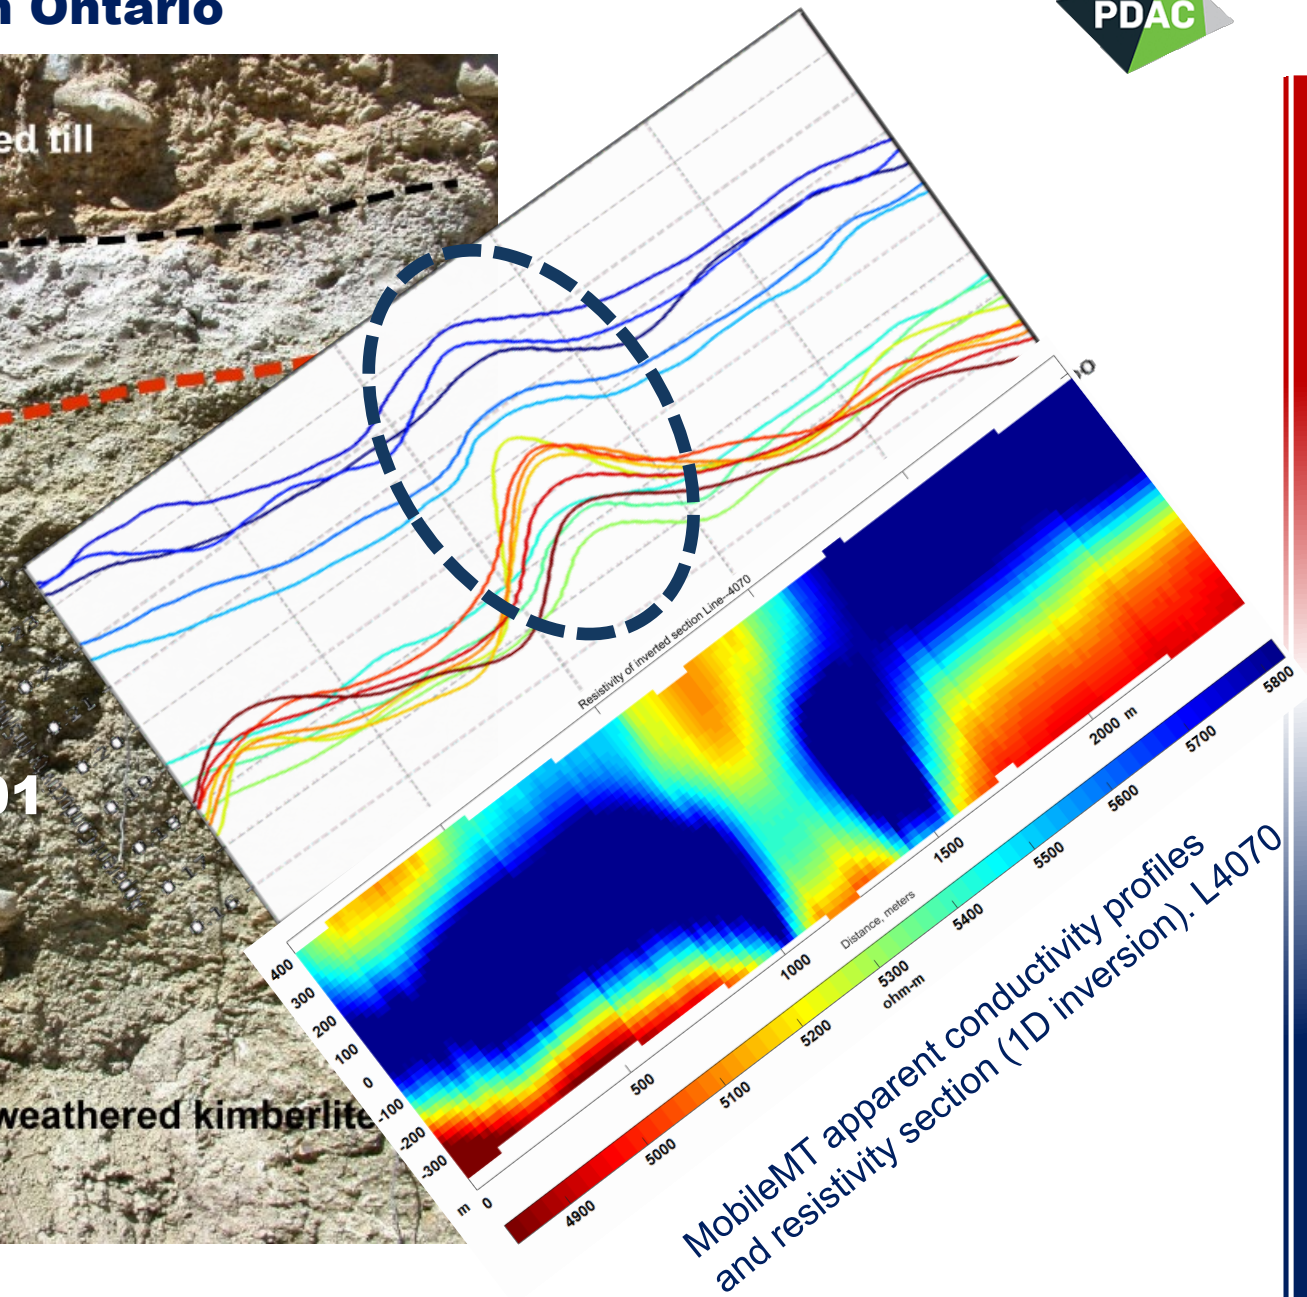 n Ontario
PDAC
ed till
01
weathered kimberlite
Resistivity of inverted section Line--4070
400
300
200
100
0
-100
-200
-300
m
0
500
1000
1500
2000 m
Distance, meters
4900
5000
5100
5200
5300
5400
5500
5600
5700
5800
ohm-m
MobileMT apparent conductivity profiles
and resistivity section (1D inversion). L4070